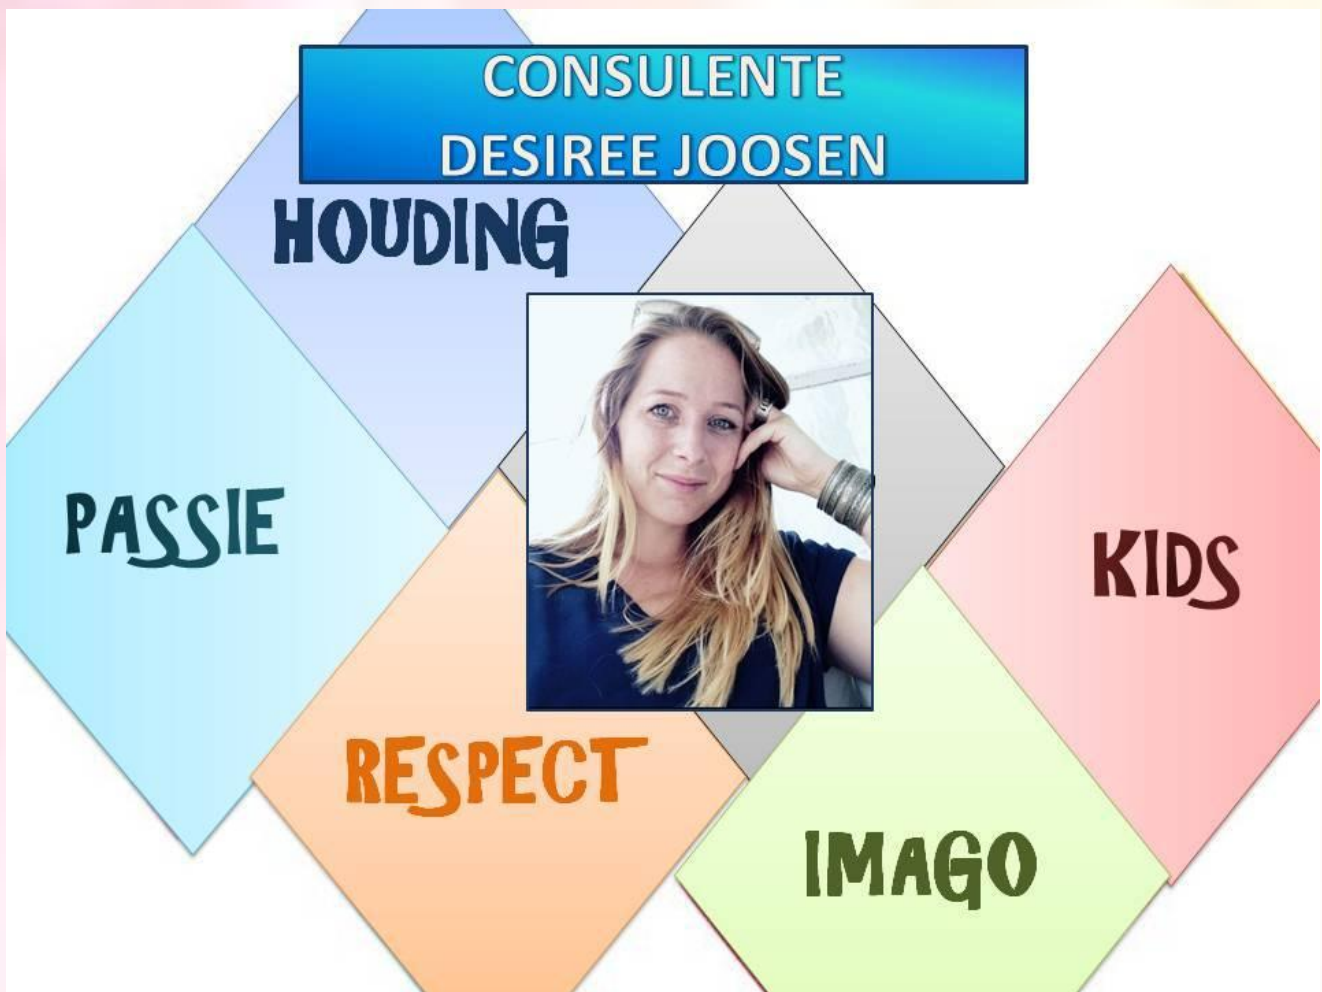 CONSULENTE
DESIREE JOOSEN
HOUDING
PASSIE
KIDS
RESPECT
IMAGO